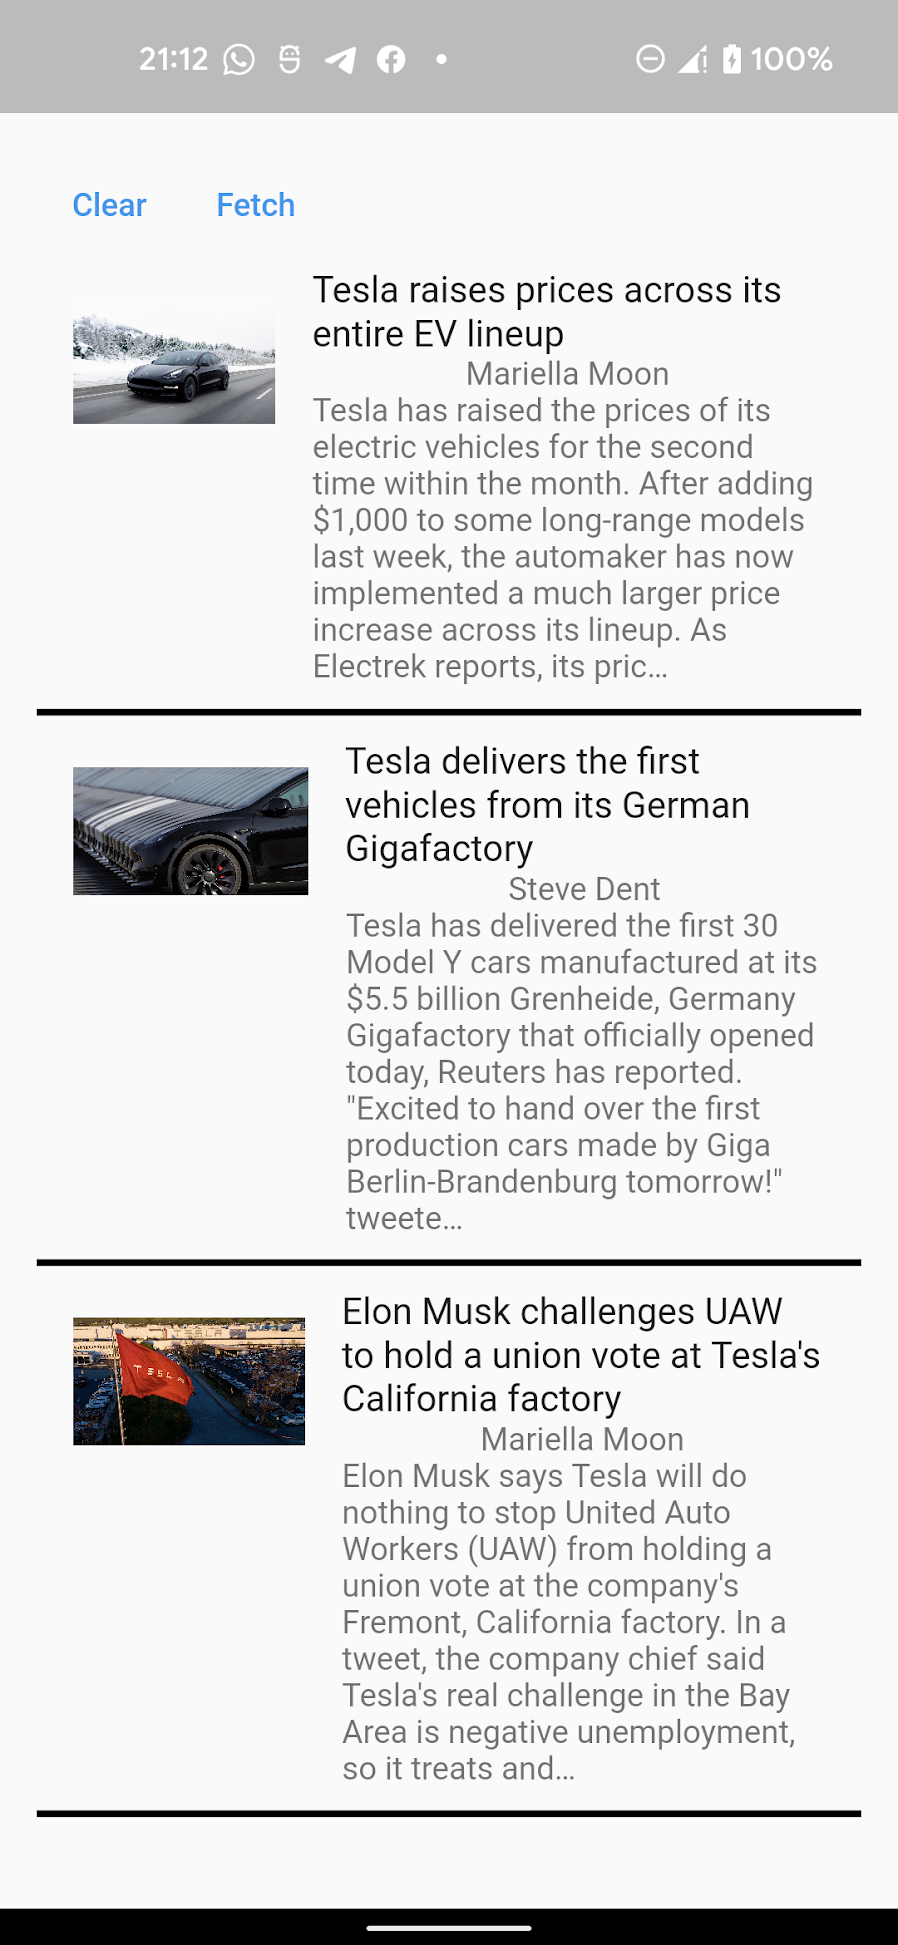 21:12 100%
Clear Fetch
Tesla raises prices across its
entire EV lineup
Mariella Moon
Tesla has raised the prices of its
electric vehicles for the second
time within the month. After adding
$1,000 to some long-range models
last week, the automaker has now
implemented a much larger price
increase across its lineup. As
Electrek reports, its pric…
Tesla delivers the first
vehicles from its German
Gigafactory
Steve Dent
Tesla has delivered the first 30
Model Y cars manufactured at its
$5.5 billion Grenheide, Germany
Gigafactory that officially opened
today, Reuters has reported.
"Excited to hand over the first
production cars made by Giga
Berlin-Brandenburg tomorrow!"
tweete…
TESLA
Elon Musk challenges UAW
to hold a union vote at Tesla's
California factory
Mariella Moon
Elon Musk says Tesla will do
nothing to stop United Auto
Workers (UAW) from holding a
union vote at the company's
Fremont, California factory. In a
tweet, the company chief said
Tesla's real challenge in the Bay
Area is negative unemployment,
so it treats and…